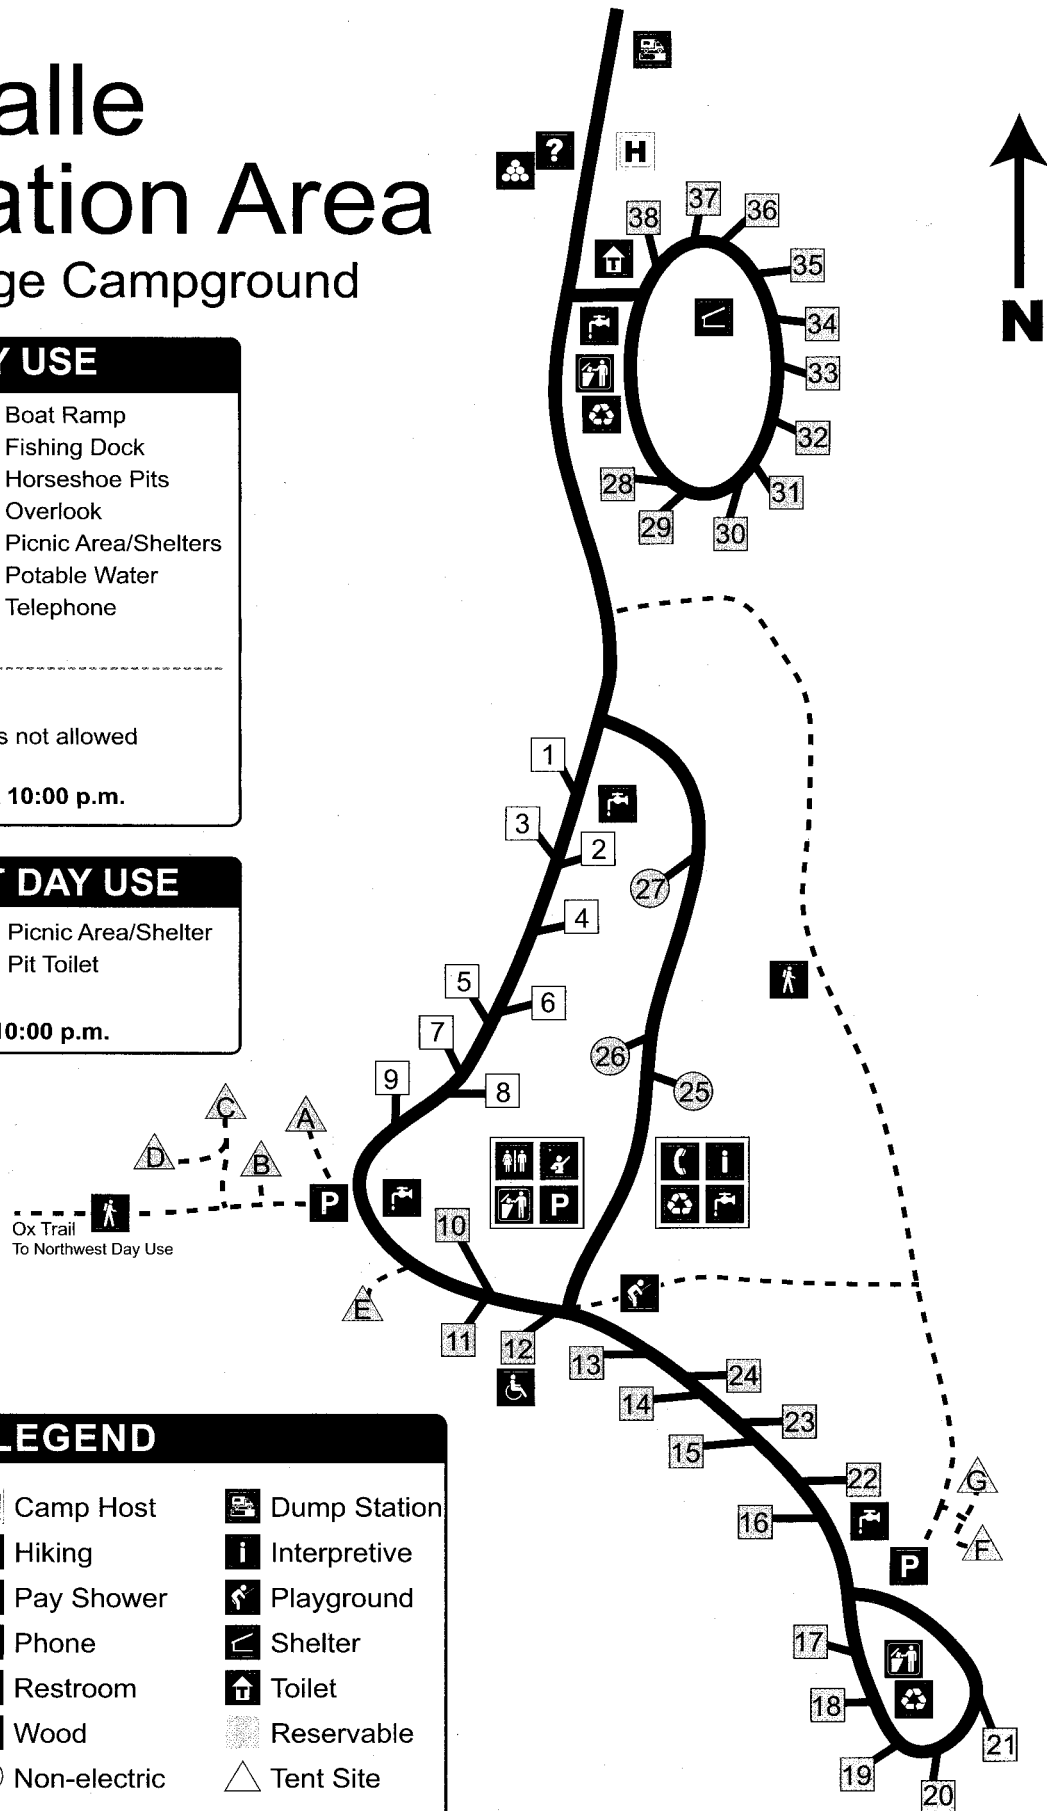 alle
ation Area
ge Campground
Y USE
Boat Ramp
Fishing Dock
Horseshoe Pits
Overlook
Picnic Area/Shelters
Potable Water
Telephone
s not allowed
10:00 p.m.
T DAY USE
Picnic Area/Shelter
Pit Toilet
10:00 p.m.
?
H
N
T
38
37
36
35
34
33
32
31
30
29
28
1
3
2
4
5
6
7
8
9
27
26
25
C
A
D
B
P
Ox Trail
To Northwest Day Use
P
i
10
E
11
12
13
24
14
23
15
22
16
G
F
P
17
18
19
20
21
LEGEND
Camp Host
Hiking
Pay Shower
Phone
Restroom
Wood
Non-electric
Dump Station
i Interpretive
Playground
Shelter
T Toilet
Reservable
Tent Site